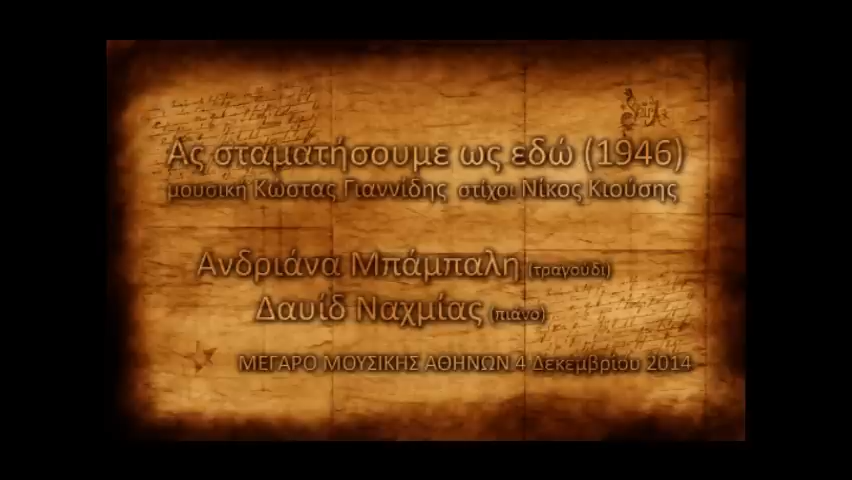 Ας σταματήσουμε ως εδώ (1946)
μουσική Κώστας Γιαννίδης στίχοι Νίκος Κιούσης
Ανδριάνα Μπάμπαλη (τραγούδι)
Δαυίδ Ναχμίας (πιάνο)
ΜΕΓΑΡΟ ΜΟΥΣΙΚΗΣ ΑΘΗΝΩΝ 4 Δεκεμβρίου 2014